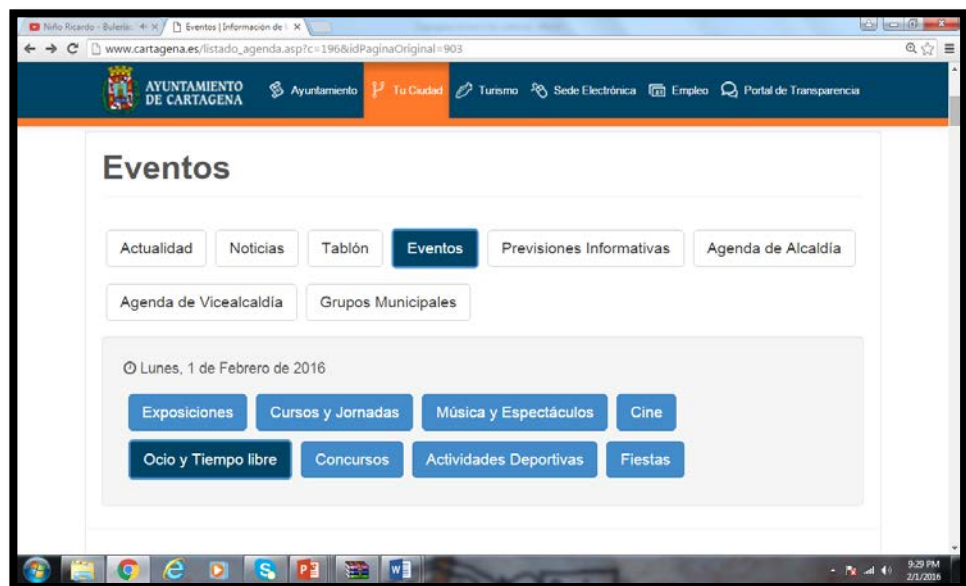 Niño Ricardo - Bulería
Eventos | Información de
www.cartagena.es/listado_agenda.asp?c=196&idPaginaOriginal=903
AYUNTAMIENTO DE CARTAGENA
Ayuntamiento Tu Ciudad Turismo Sede Electrónica Empleo Portal de Transparencia
Eventos
Actualidad Noticias Tablón Eventos Previsiones Informativas Agenda de Alcaldía
Agenda de Vicealcaldía Grupos Municipales
Lunes, 1 de Febrero de 2016
Exposiciones Cursos y Jornadas Música y Espectáculos Cine
Ocio y Tiempo libre Concursos Actividades Deportivas Fiestas
9:29 PM
2/1/2016